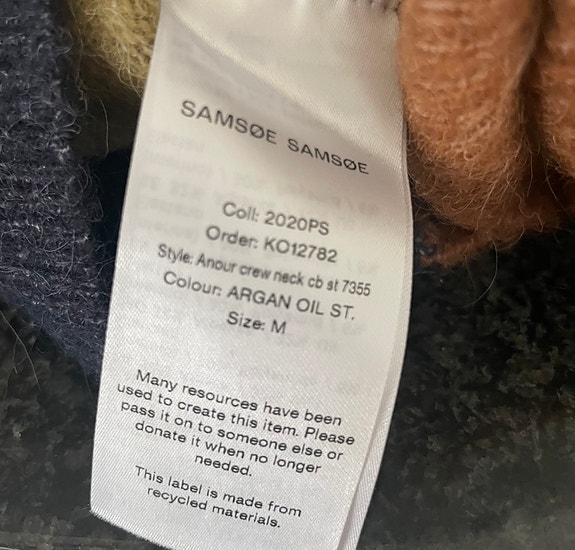 SAMSØE SAMSØE
Coll: 2020PS
Order: KO12782
Style: Anour crew neck cb st 7355
Colour: ARGAN OIL ST.
Size: M
Many resources have been
used to create this item. Please
pass it on to someone else or
donate it when no longer
needed.
This label is made from
recycled materials.